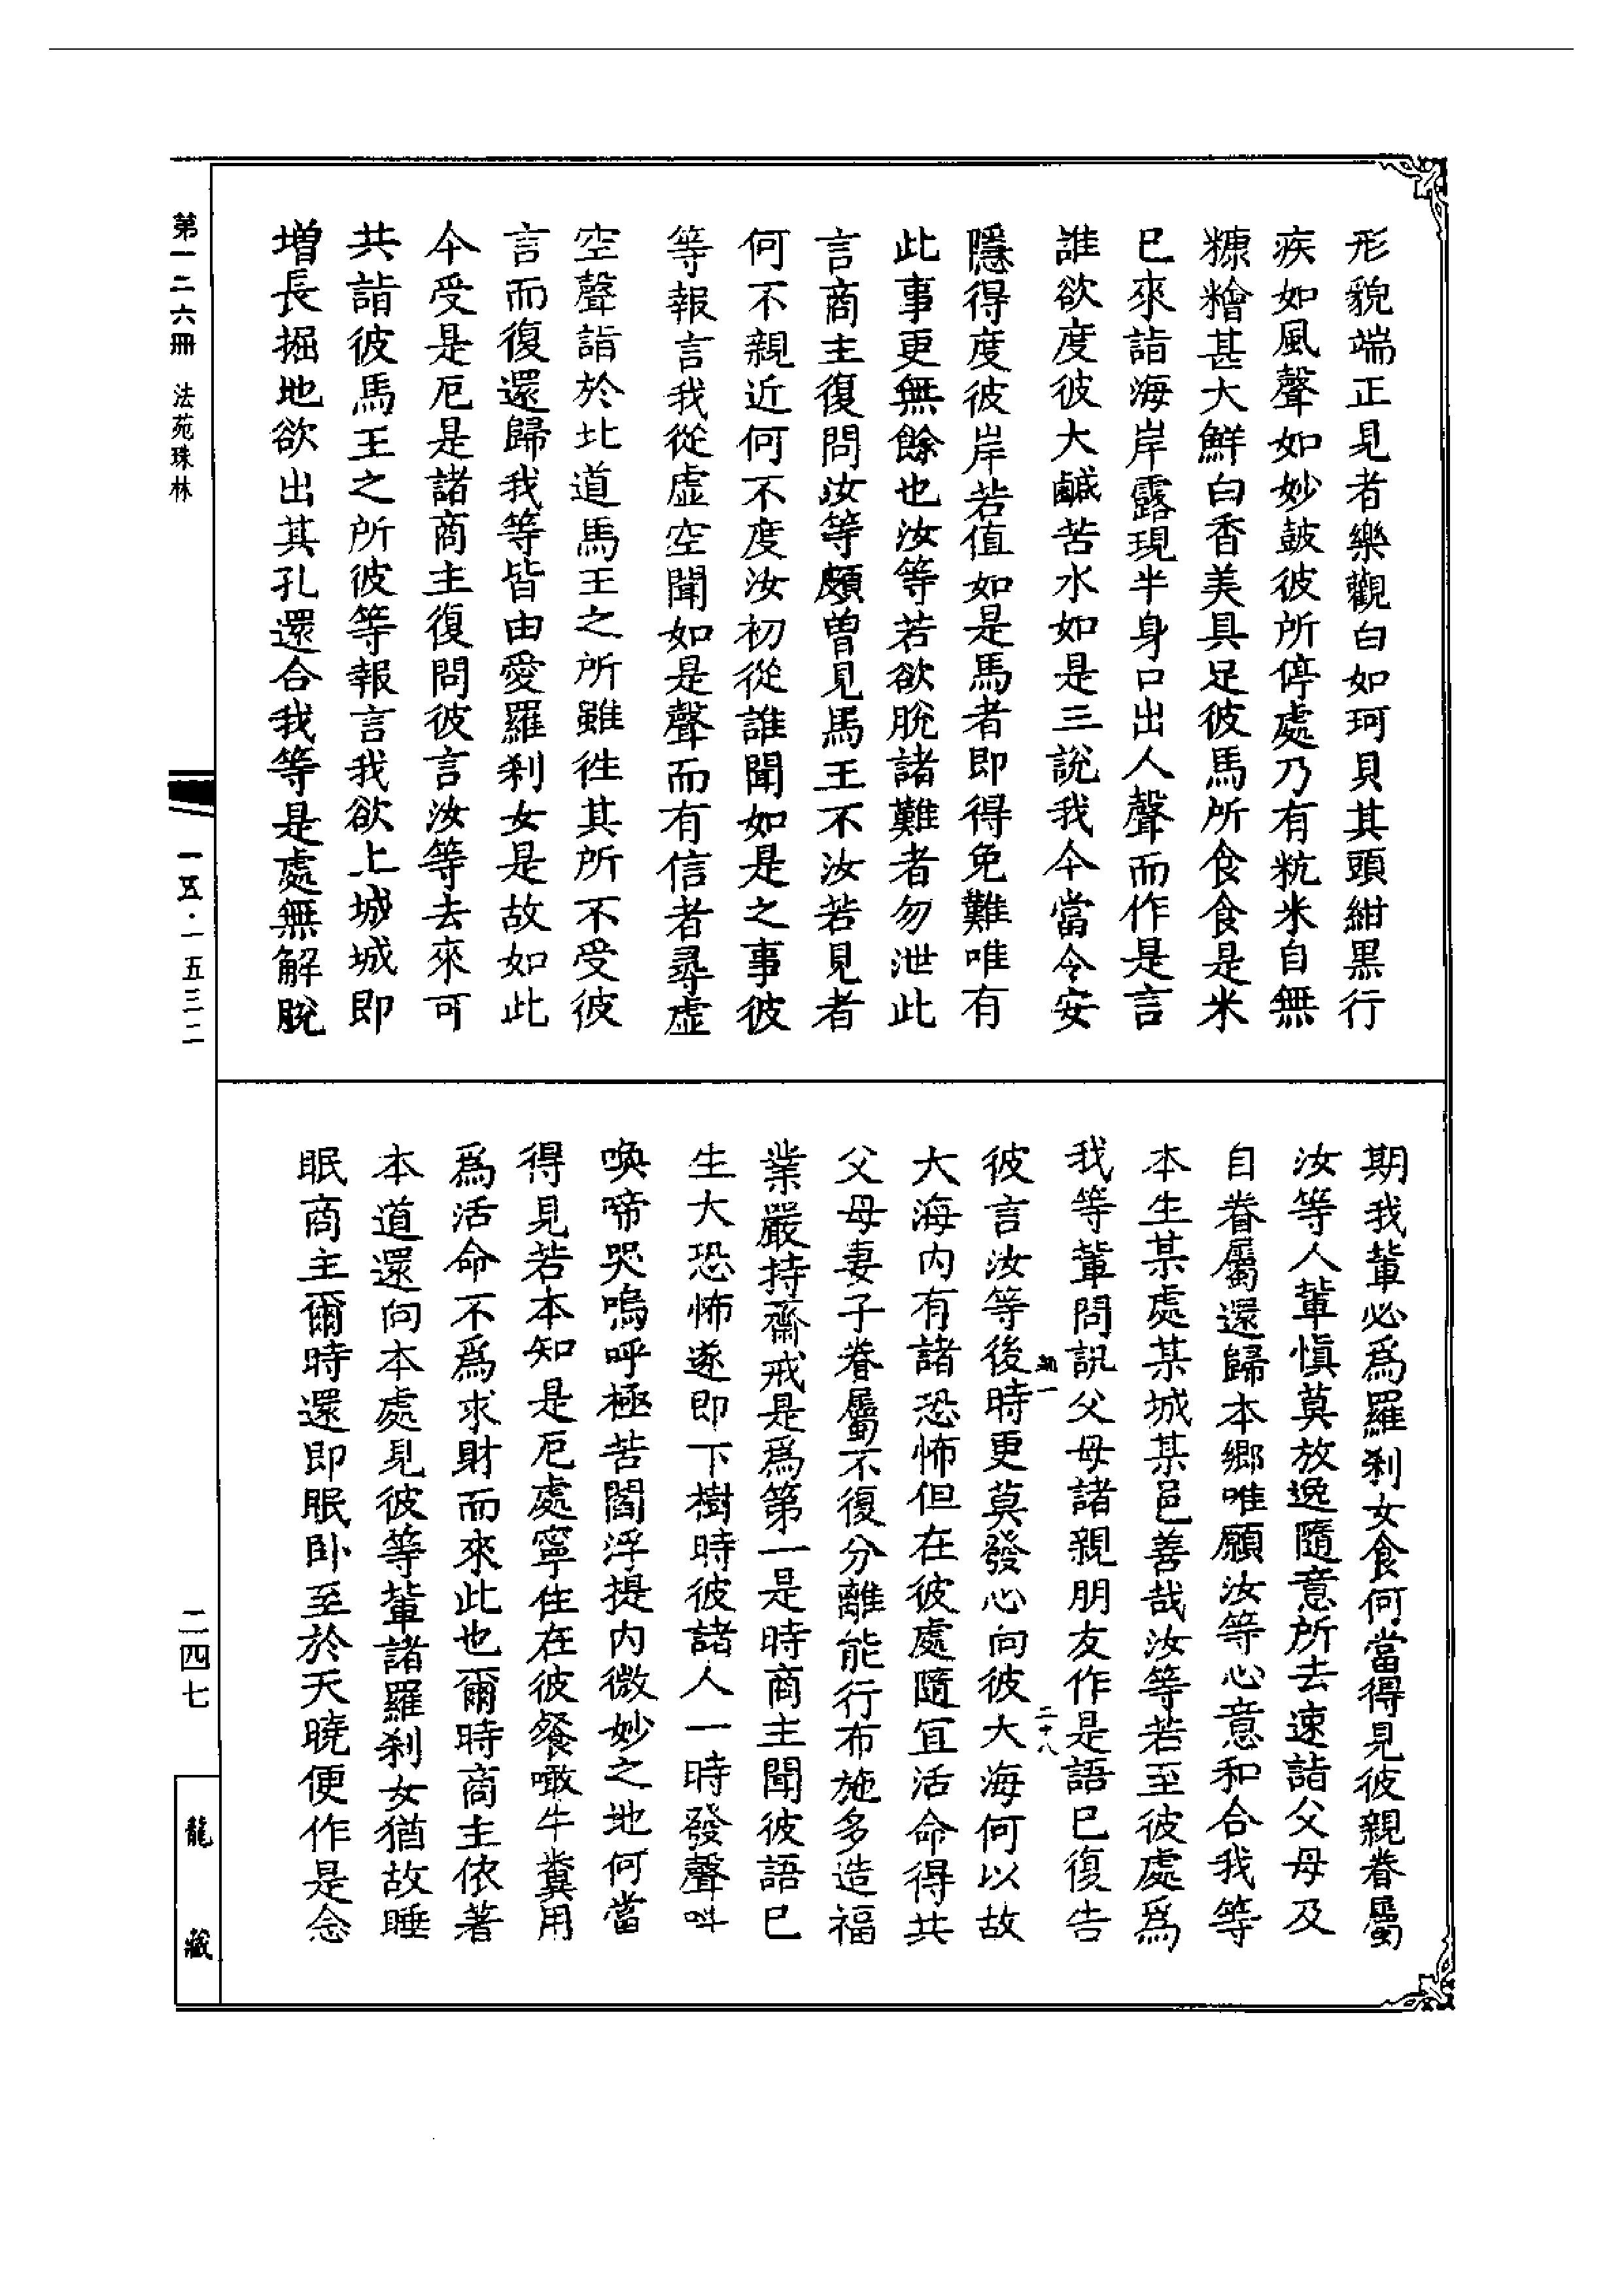 形貌端正見者樂觀白如珂貝其頭紺黒行
疾如風聲如妙鼓彼所停處乃有秔米自無
糠糩甚大鮮白香美具足彼馬所食食是米
已來詣海岸露現半身口出人聲而作是言
誰欲度彼大鹹苦水如是三說我今當令安
隱得度彼岸若值如是馬者即得免難唯有
此事更無餘也汝等若欲脫諸難者勿泄此
言商主復問汝等頗曾見馬王不汝若見者
何不親近何不度汝初從誰聞如是之事彼
等報言我從虛空聞如是聲而有信者尋虛
空聲詣於北道馬王之所雖往其所不受彼
言而復還歸我等皆由愛羅剎女是故如此
今受是厄是諸商主復問彼言汝等去來可
共詣彼馬王之所彼等報言我欲上城城即
增長掘地欲出其孔還合我等是處無解脫
期我輩必爲羅剎女食何當得見彼親眷屬
汝等人輩慎莫放逸隨意所去速詣父母及
自眷屬還歸本鄉唯願汝等心意和合我等
本生某處某城某邑善哉汝等若至彼處爲
我等輩問訊父母諸親朋友作是語已復告
二十八
彼言汝等後時更莫發心向彼大海何以故
大海內有諸恐怖但在彼處隨宜活命得共
父母妻子眷屬不復分離能行布施多造福
業嚴持齋戒是爲第一是時商主聞彼語已
生大恐怖遂即下樹時彼諸人一時發聲叫
喚啼哭嗚呼極苦閻浮提內微妙之地何當
得見若本知是厄處寧住在彼餐噉牛糞用
爲活命不爲求財而來此也爾時商主依著
本道還向本處見彼等輩諸羅剎女猶故睡
眠商主爾時還即眠卧至於天曉便作是念
第一二六冊 法苑珠林
一五·一五三二
二四七
龍藏